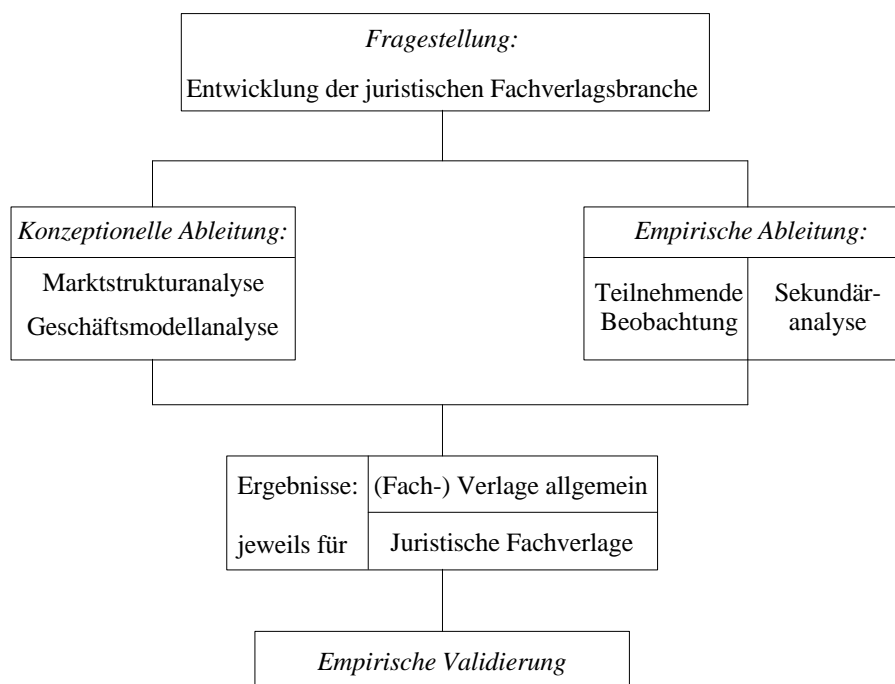 Fragestellung:
Entwicklung der juristischen Fachverlagsbranche
Konzeptionelle Ableitung:
Marktstrukturanalyse
Geschäftsmodellanalyse
Empirische Ableitung:
Teilnehmende
Beobachtung
Sekundär-
analyse
Ergebnisse:
jeweils für
(Fach-) Verlage allgemein
Juristische Fachverlage
Empirische Validierung